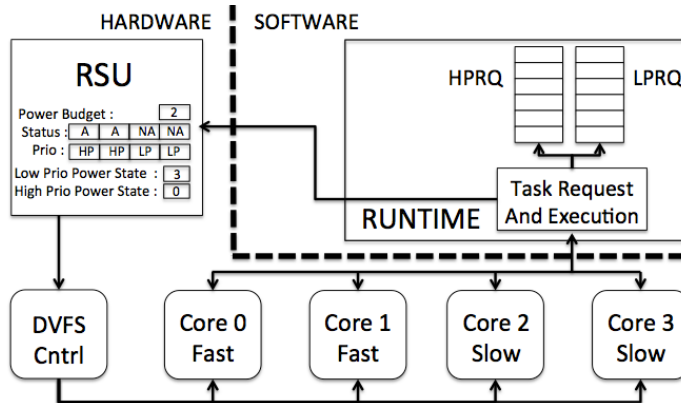 HARDWARE
SOFTWARE
RSU
Power Budget : 2
Status : A A NA NA
Prio : HP HP LP LP
Low Prio Power State : 3
High Prio Power State : 0
HPRQ
LPRQ
Task Request
And Execution
RUNTIME
DVFS
Cntrl
Core 0
Fast
Core 1
Fast
Core 2
Slow
Core 3
Slow